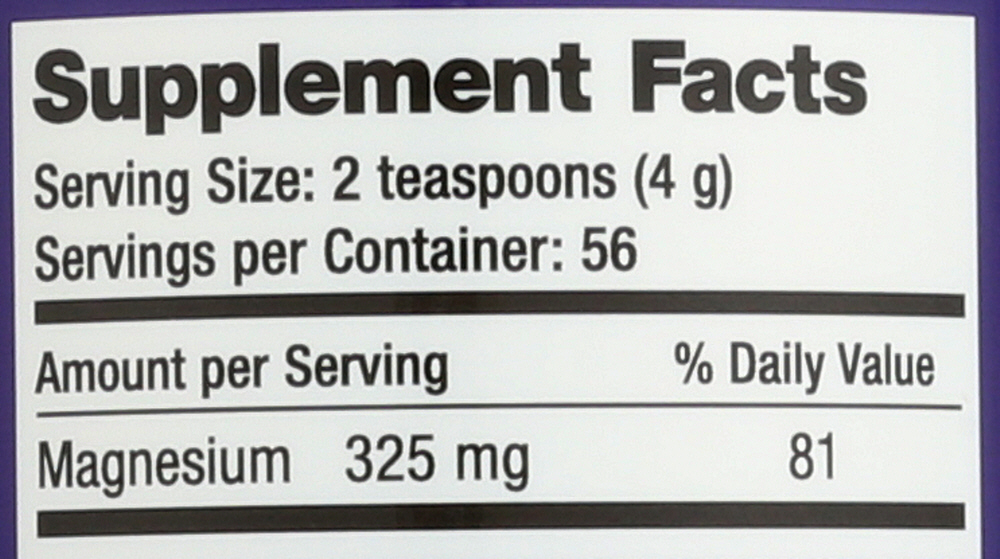 Supplement Facts
Serving Size: 2 teaspoons (4 g)
Servings per Container: 56
Amount per Serving % Daily Value
Magnesium 325 mg 81